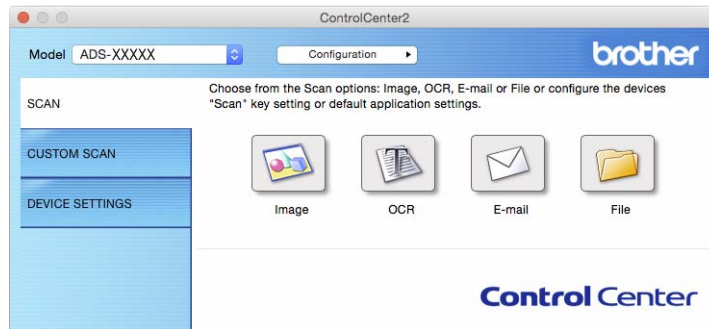 ControlCenter2
Model ADS-XXXXX Configuration brother
SCAN
Choose from the Scan options: Image, OCR, E-mail or File or configure the devices
"Scan" key setting or default application settings.
CUSTOM SCAN
DEVICE SETTINGS
Image OCR E-mail File
Control Center